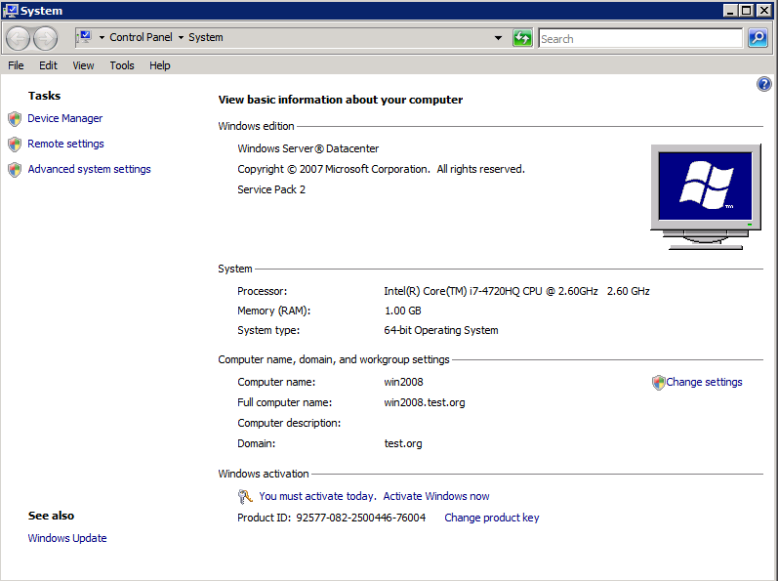 System
Control Panel System
Search
File Edit View Tools Help
Tasks
Device Manager
Remote settings
Advanced system settings
View basic information about your computer
Windows edition
Windows Server® Datacenter
Copyright © 2007 Microsoft Corporation. All rights reserved.
Service Pack 2
TM
System
Processor: Intel(R) Core(TM) i7-4720HQ CPU @ 2.60GHz 2.60 GHz
Memory (RAM): 1.00 GB
System type: 64-bit Operating System
Computer name, domain, and workgroup settings
Computer name: win2008 Change settings
Full computer name: win2008.test.org
Computer description:
Domain: test.org
Windows activation
You must activate today. Activate Windows now
Product ID: 92577-082-2500446-76004 Change product key
See also
Windows Update